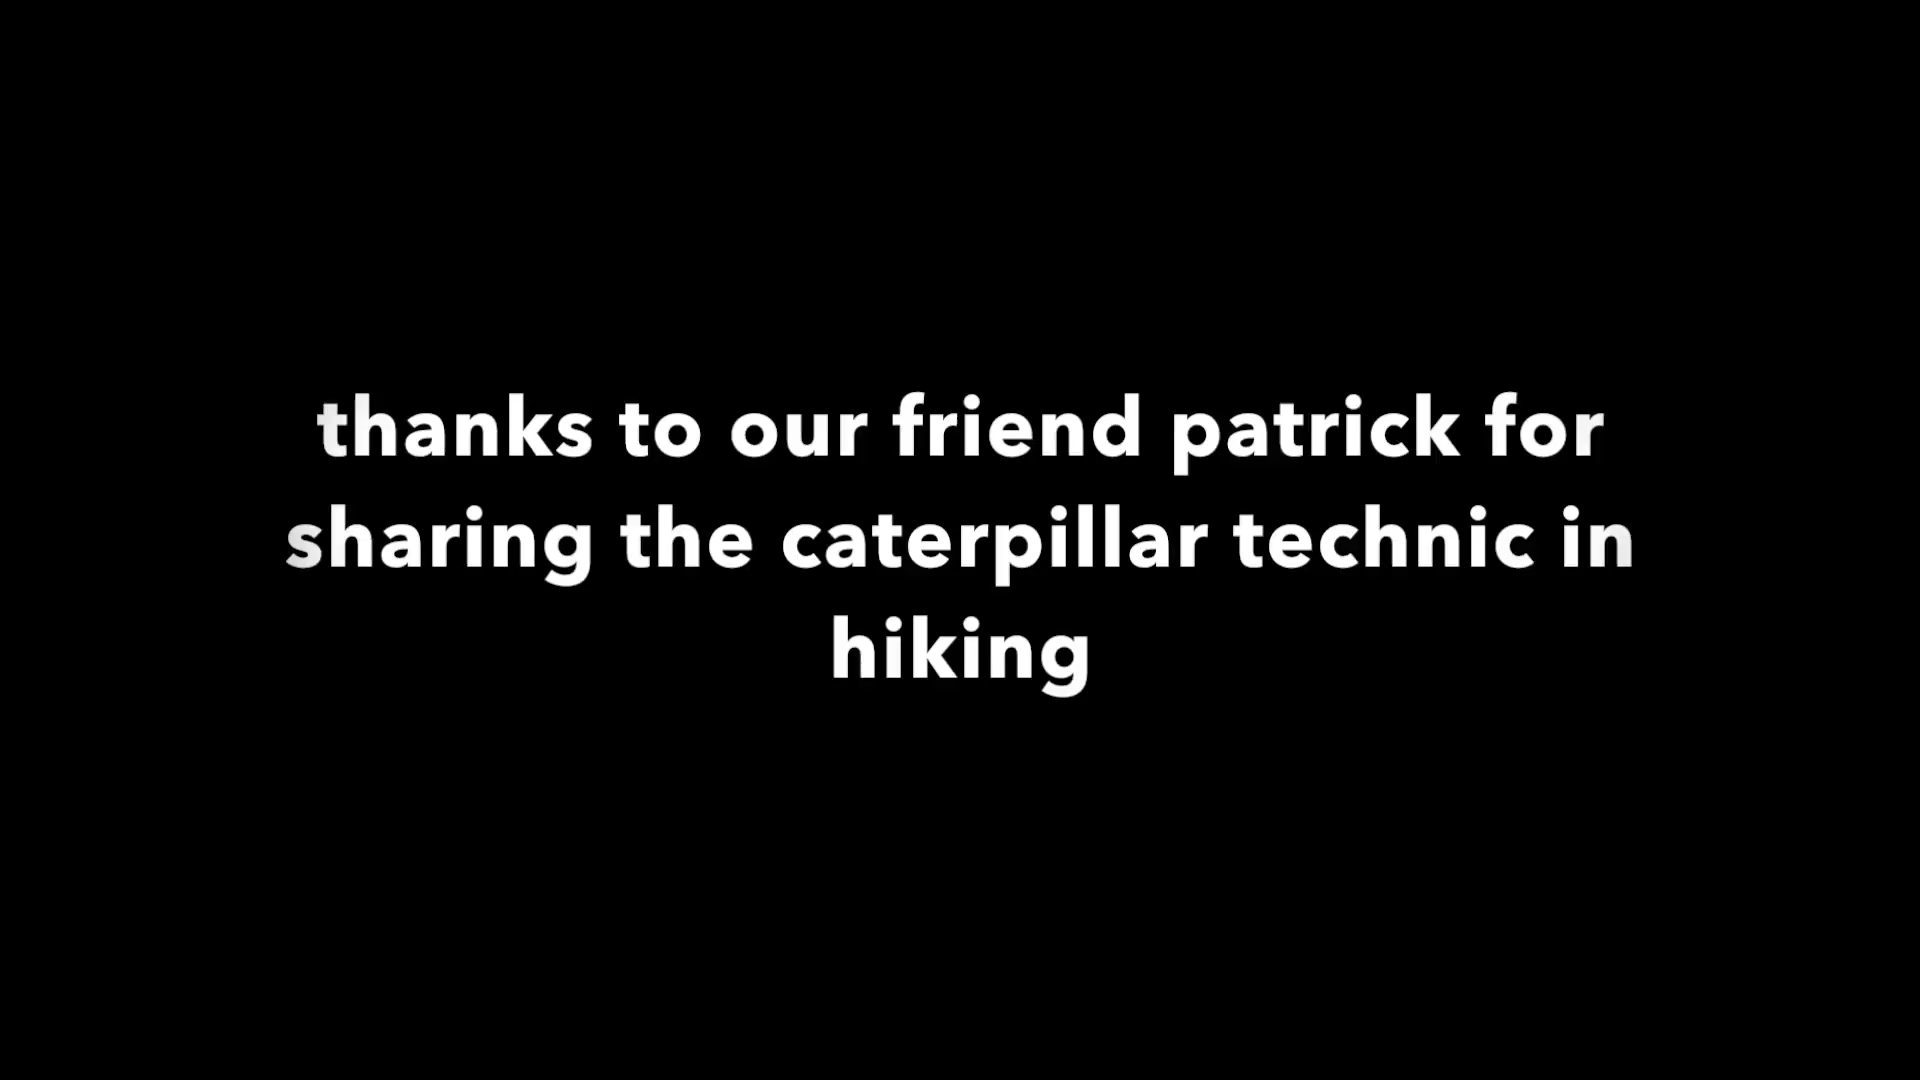 thanks to our friend patrick for
sharing the caterpillar technic in
hiking